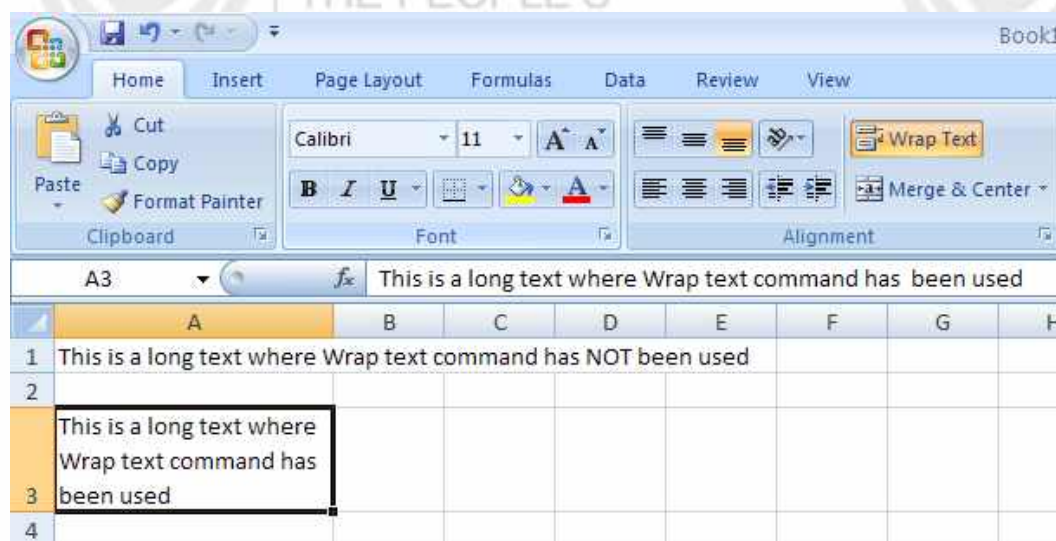 THE PEOPLE'S
Book1
Home Insert Page Layout Formulas Data Review View
Cut
Copy
Paste
Format Painter
Calibri 11 A A
B I U A
Wrap Text
Merge & Center
Clipboard Font Alignment
A3 fx This is a long text where Wrap text command has  been used
A B C D E F G
1 This is a long text where Wrap text command has NOT been used
2
This is a long text where
Wrap text command has
3 been used
4